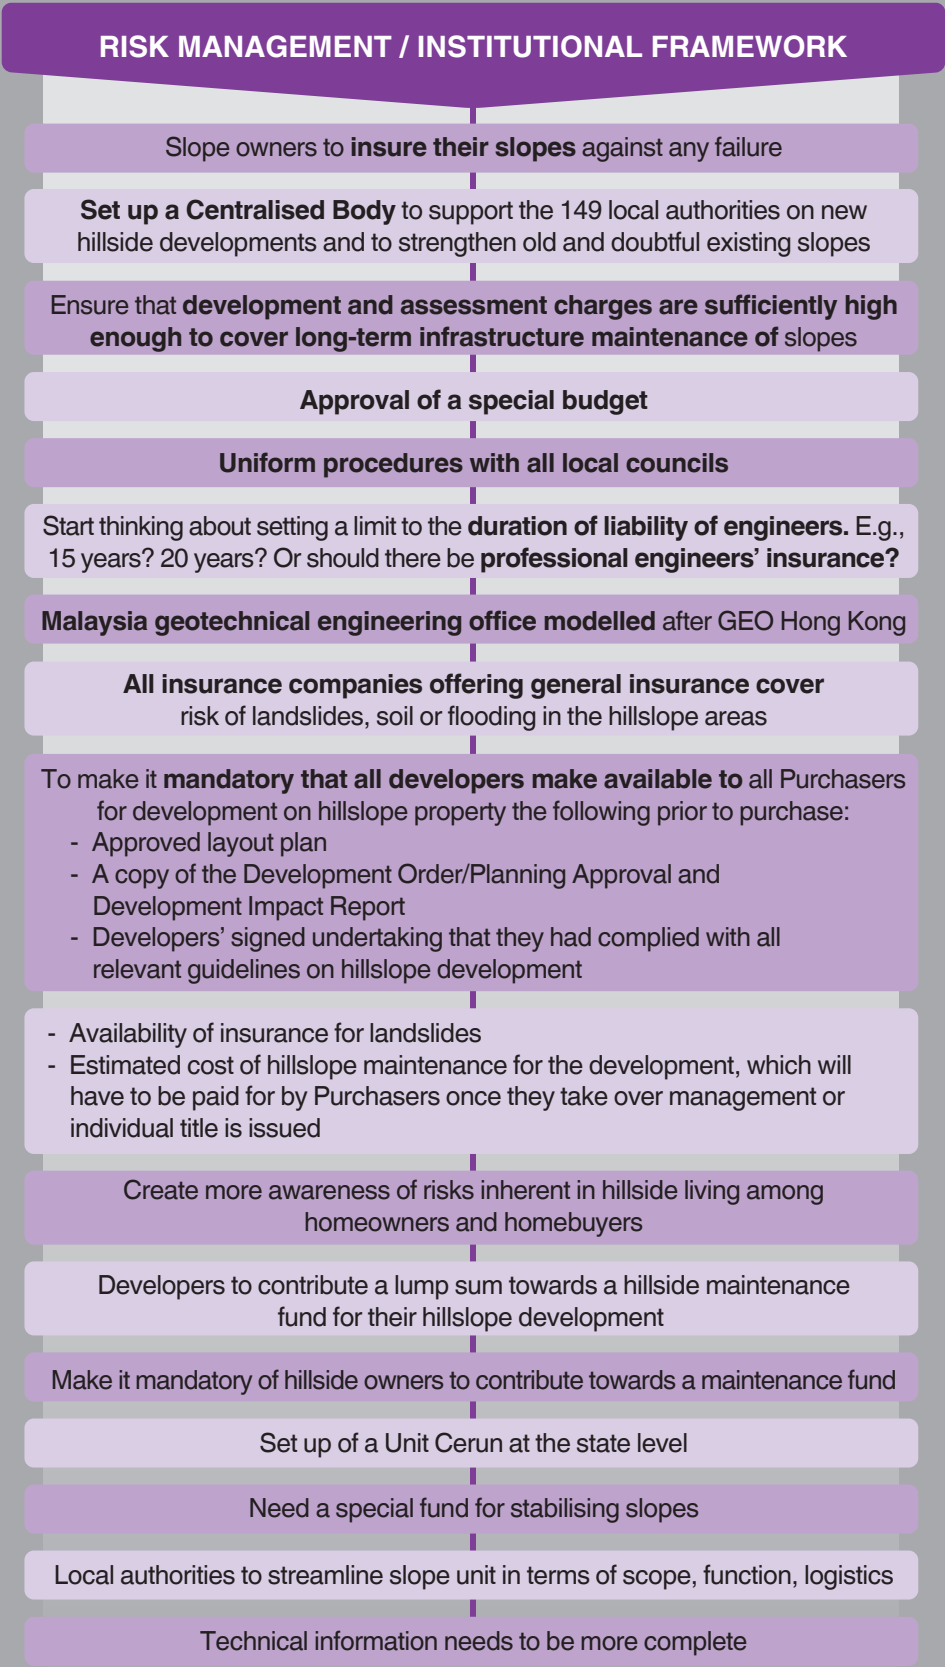 RISK MANAGEMENT / INSTITUTIONAL FRAMEWORK
Slope owners to insure their slopes against any failure
Set up a Centralised Body to support the 149 local authorities on new
hillside developments and to strengthen old and doubtful existing slopes
Ensure that development and assessment charges are sufficiently high
enough to cover long-term infrastructure maintenance of slopes
Approval of a special budget
Uniform procedures with all local councils
Start thinking about setting a limit to the duration of liability of engineers. E.g.,
15 years? 20 years? Or should there be professional engineers' insurance?
Malaysia geotechnical engineering office modelled after GEO Hong Kong
All insurance companies offering general insurance cover
risk of landslides, soil or flooding in the hillslope areas
To make it mandatory that all developers make available to all Purchasers
for development on hillslope property the following prior to purchase:
- Approved layout plan
- A copy of the Development Order/Planning Approval and
Development Impact Report
- Developers' signed undertaking that they had complied with all
relevant guidelines on hillslope development
- Availability of insurance for landslides
- Estimated cost of hillslope maintenance for the development, which will
have to be paid for by Purchasers once they take over management or
individual title is issued
Create more awareness of risks inherent in hillside living among
homeowners and homebuyers
Developers to contribute a lump sum towards a hillside maintenance
fund for their hillslope development
Make it mandatory of hillside owners to contribute towards a maintenance fund
Set up of a Unit Cerun at the state level
Need a special fund for stabilising slopes
Local authorities to streamline slope unit in terms of scope, function, logistics
Technical information needs to be more complete